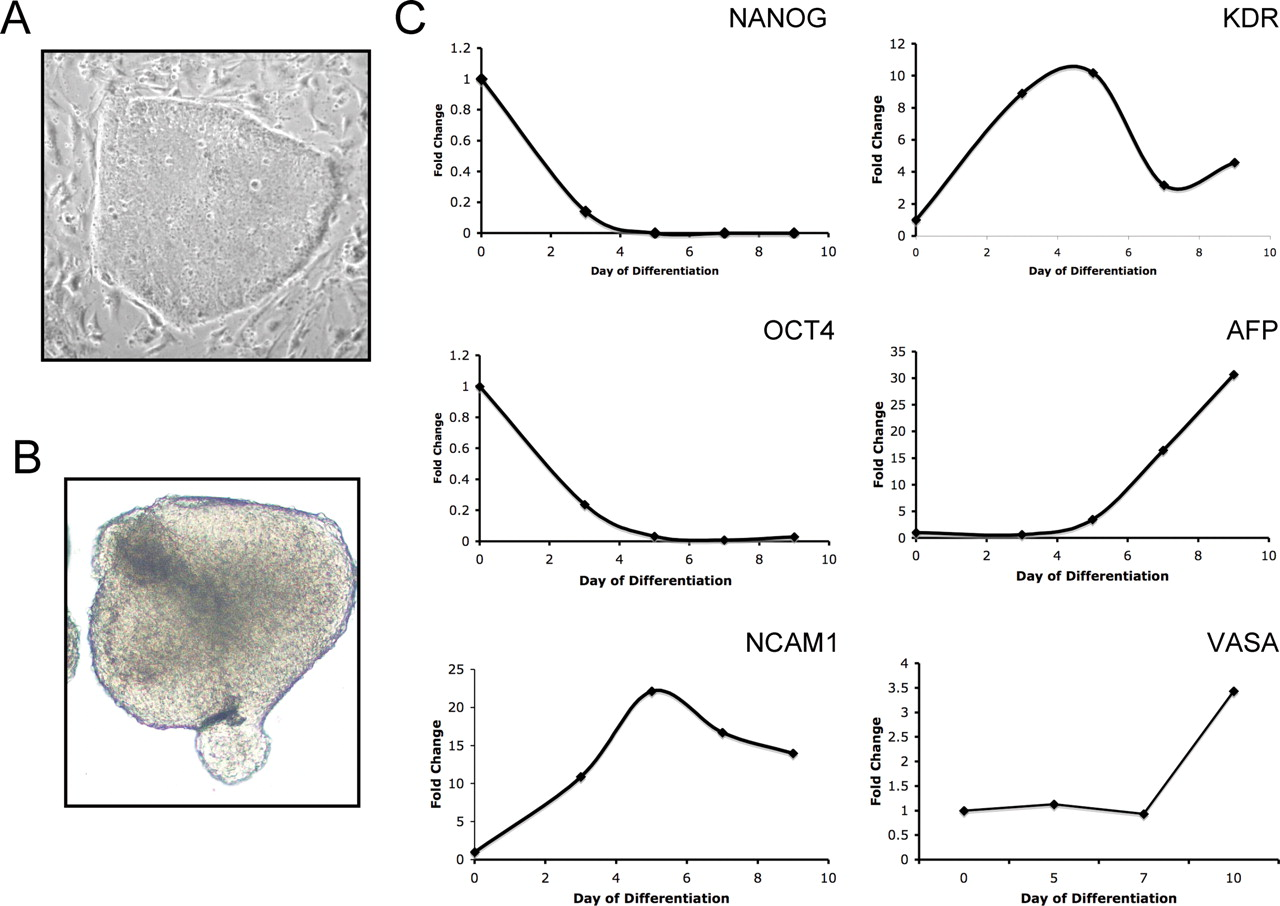 A
B
C
NANOG
1.2
1
0.8
0.6
0.4
0.2
0
0 2 4 6 8 10
Fold Change
Day of Differentiation
KDR
12
10
8
6
4
2
0
0 2 4 6 8 10
Fold Change
Day of Differentiation
OCT4
1.2
1
0.8
0.6
0.4
0.2
0
0 2 4 6 8 10
Fold Change
Day of Differentiation
AFP
35
30
25
20
15
10
5
0
0 2 4 6 8 10
Fold Change
Day of Differentiation
NCAM1
25
20
15
10
5
0
0 2 4 6 8 10
Fold Change
Day of Differentiation
VASA
4
3.5
3
2.5
2
1.5
1
0.5
0
0 5 7 10
Fold Change
Day of Differentiation